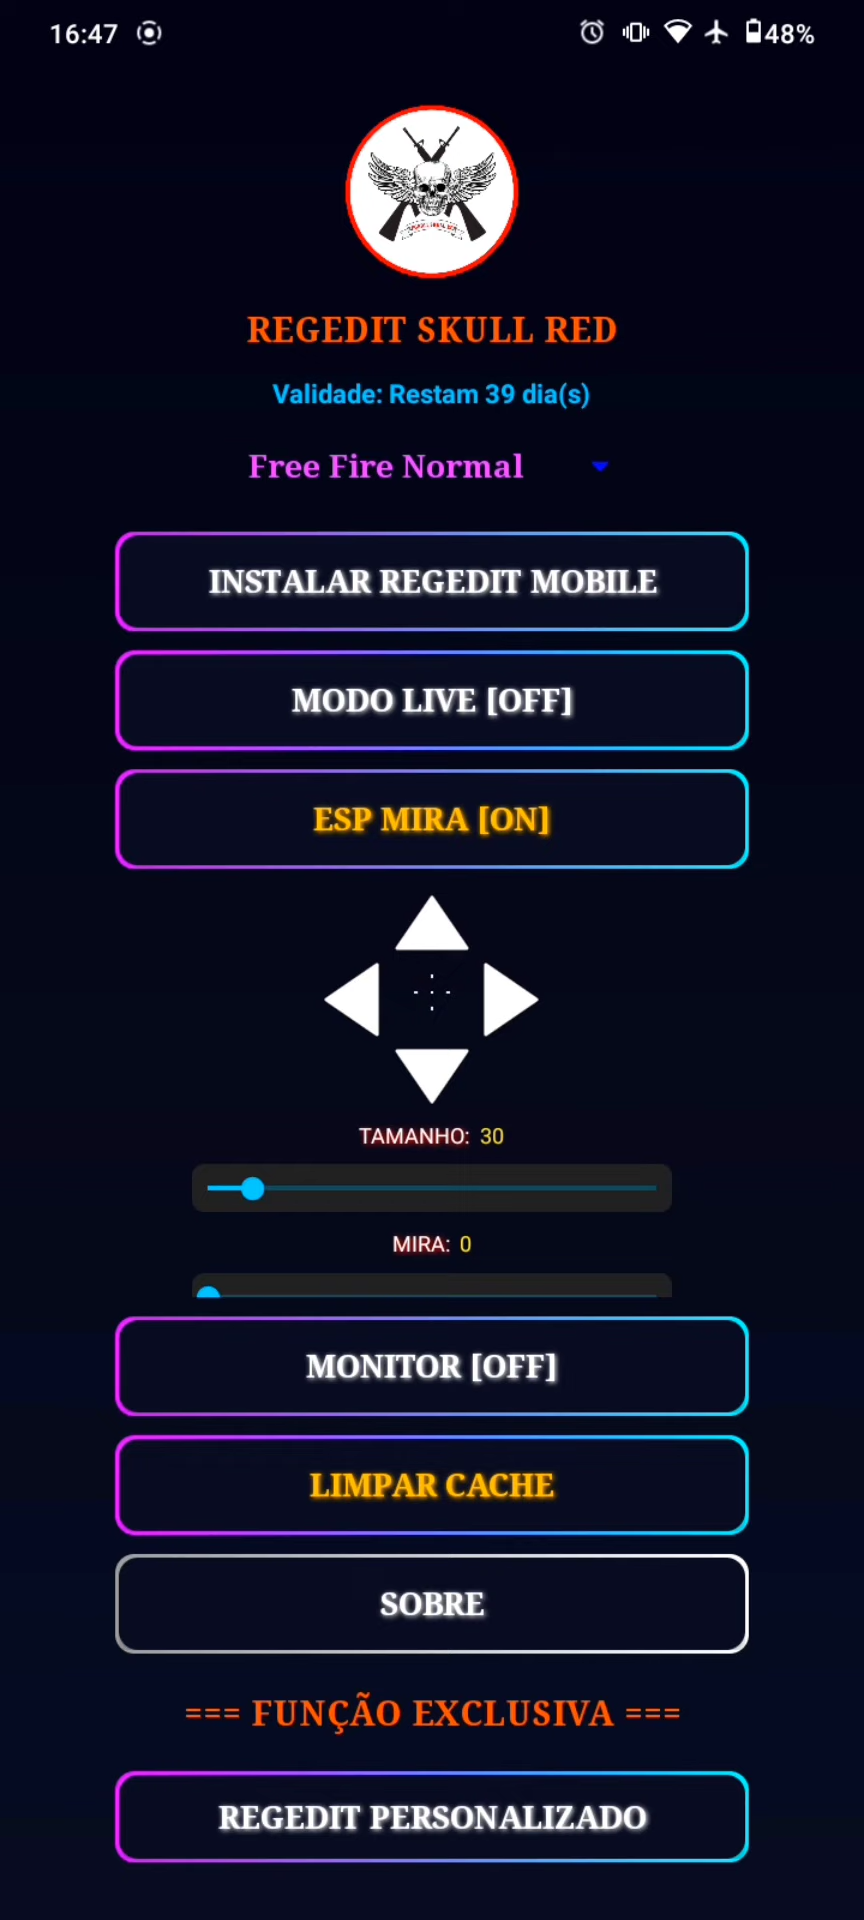 16:47
48%
REGEDIT SKULL RED
Validade: Restam 39 dia(s)
Free Fire Normal
INSTALAR REGEDIT MOBILE
MODO LIVE [OFF]
ESP MIRA [ON]
TAMANHO: 30
MIRA: 0
MONITOR [OFF]
LIMPAR CACHE
SOBRE
=== FUNÇÃO EXCLUSIVA ===
REGEDIT PERSONALIZADO